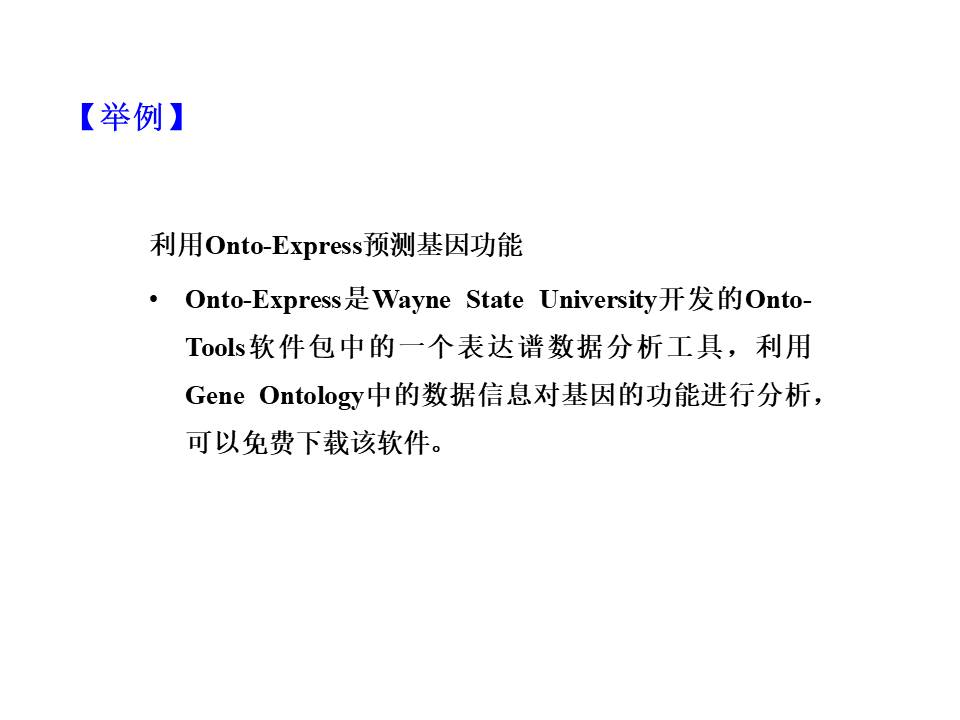 【举例】
利用Onto-Express预测基因功能
• Onto-Express是Wayne State University开发的Onto-
Tools软件包中的一个表达谱数据分析工具，利用
Gene Ontology中的数据信息对基因的功能进行分析，
可以免费下载该软件。